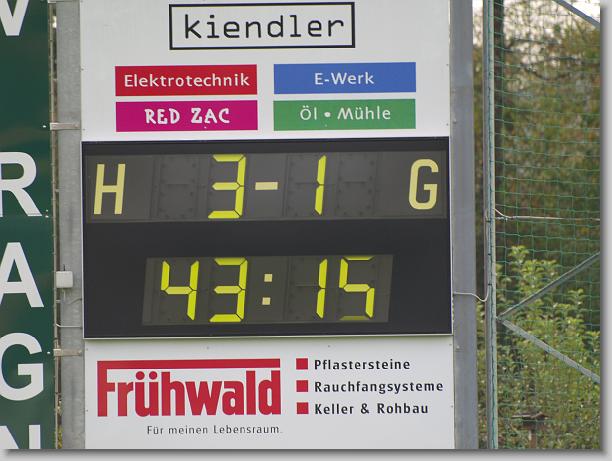 kiendler
Elektrotechnik
E-Werk
RED ZAC
Öl • Mühle
H 3-1 G
43:15
Frühwald
Für meinen Lebensraum.
Pflastersteine
Rauchfangsysteme
Keller & Rohbau